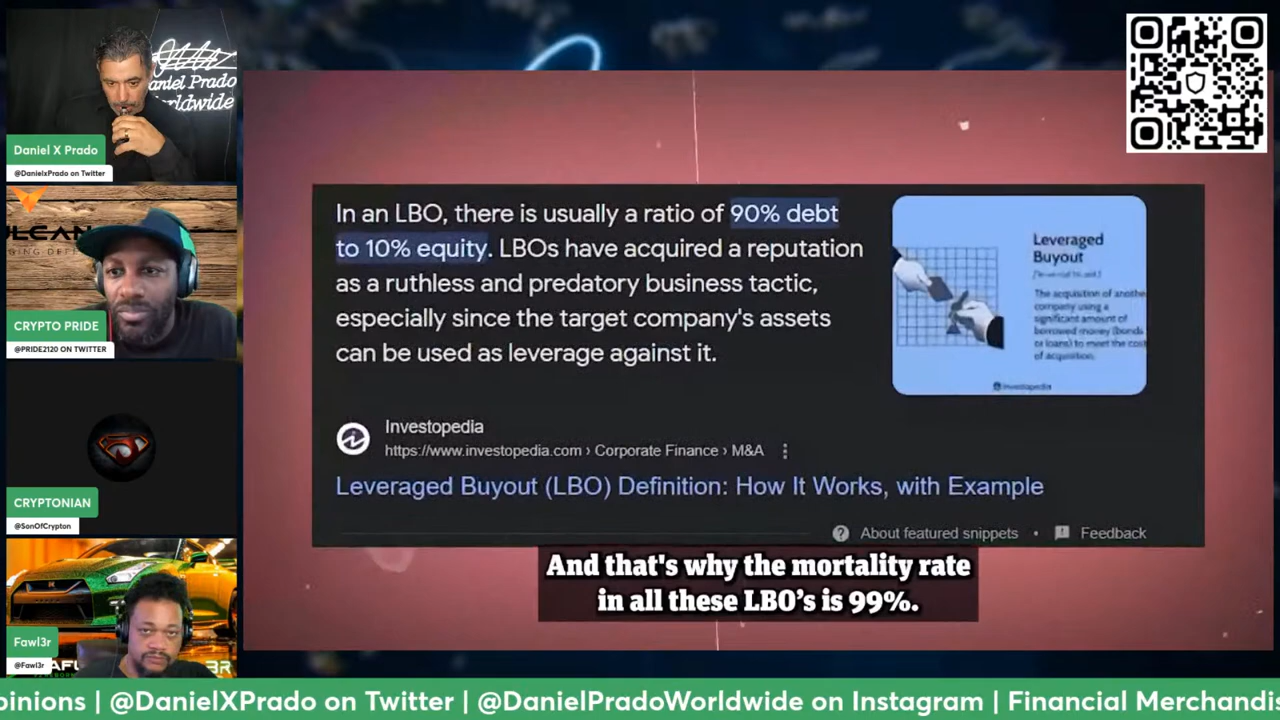 Daniel Prado
Worldwide
Daniel X Prado
@DanielxPrado on Twitter
CRYPTO PRIDE
@PRIDE2120 ON TWITTER
CRYPTONIAN
@SonOfCrypton
Fawl3r
@Fawl3r
In an LBO, there is usually a ratio of 90% debt
to 10% equity. LBOs have acquired a reputation
as a ruthless and predatory business tactic,
especially since the target company's assets
can be used as leverage against it.
Leveraged
Buyout
The acquisition of another
company using a
significant amount of
borrowed money (bonds
or loans) to meet the cost
of acquisition.
Investopedia
Investopedia
https://www.investopedia.com › Corporate Finance › M&A
Leveraged Buyout (LBO) Definition: How It Works, with Example
About featured snippets • Feedback
And that's why the mortality rate
in all these LBO's is 99%.
pinions | @DanielXPrado on Twitter | @DanielPradoWorldwide on Instagram | Financial Merchandis